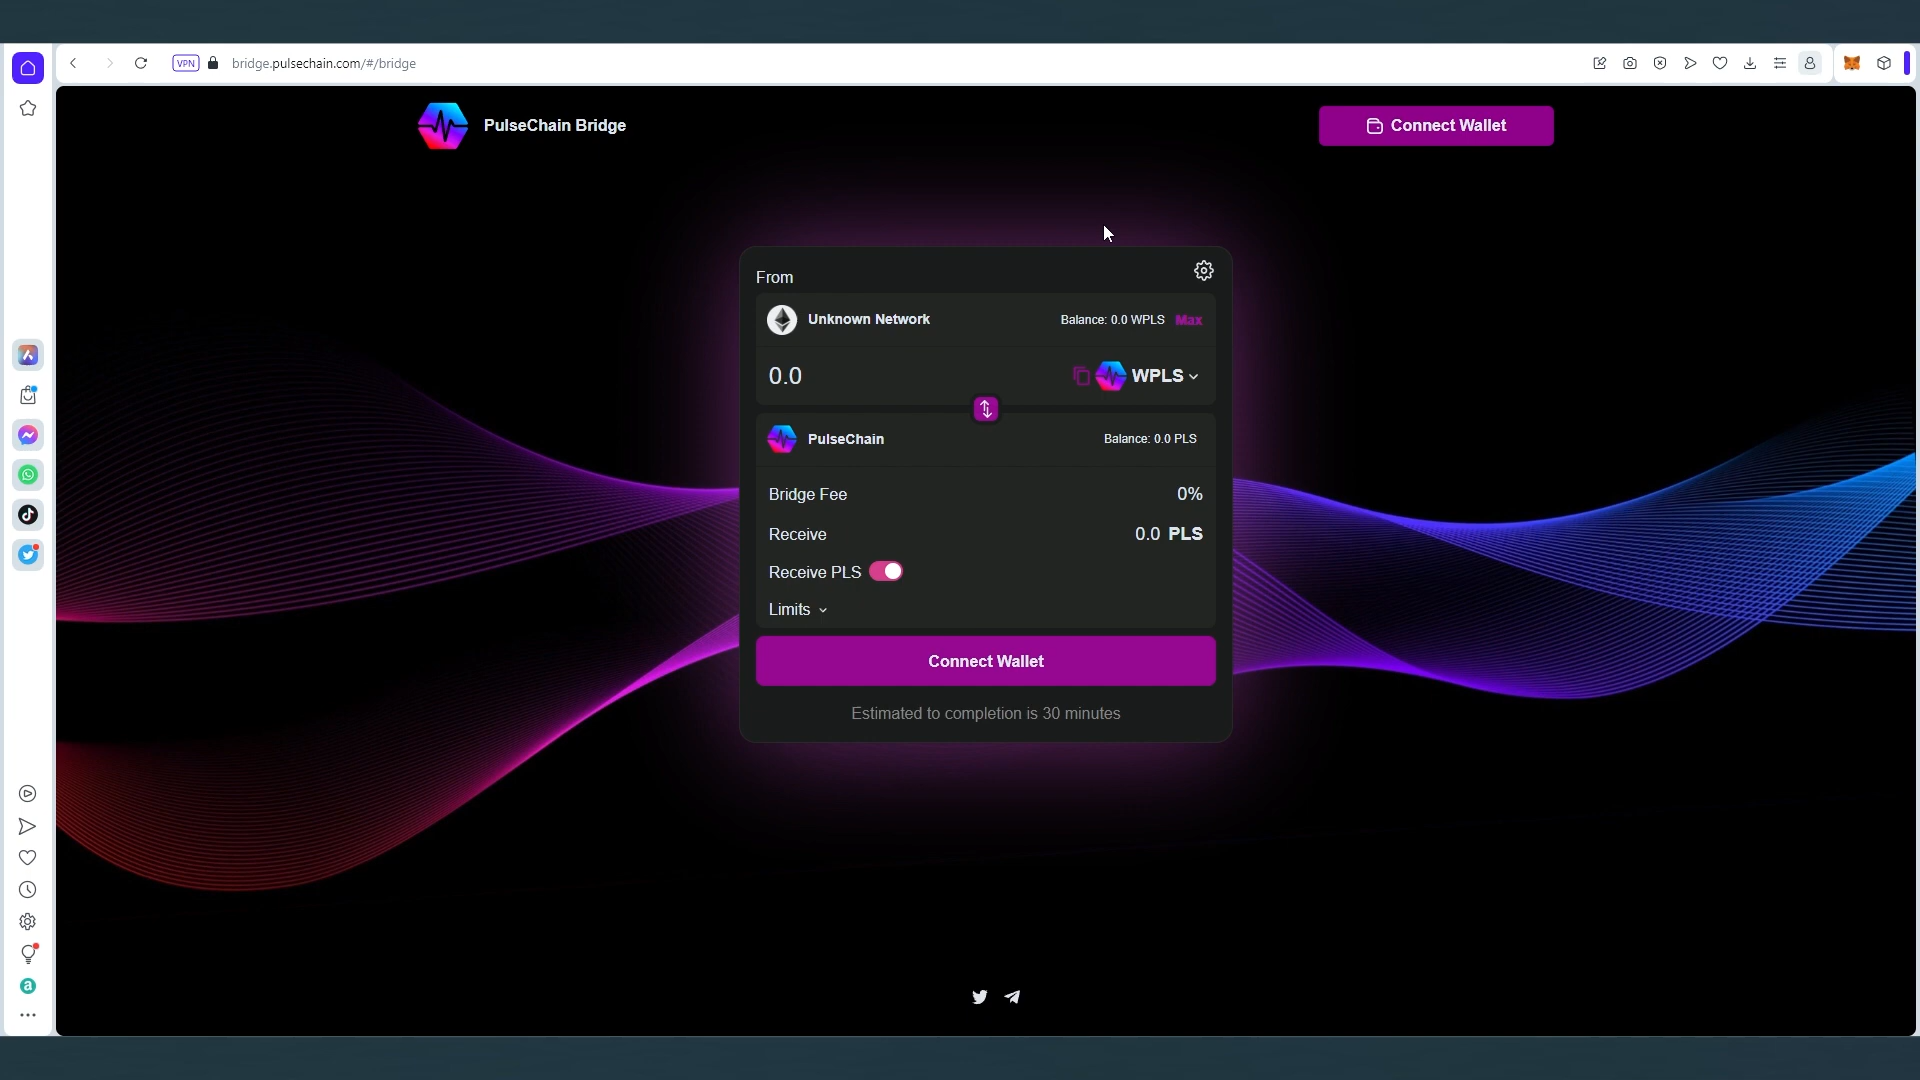 VPN
bridge.pulsechain.com/#/bridge
PulseChain Bridge
Connect Wallet
From
Unknown Network
Balance: 0.0 WPLS Max
0.0
WPLS
PulseChain
Balance: 0.0 PLS
Bridge Fee
0%
Receive
0.0 PLS
Receive PLS
Limits
Connect Wallet
Estimated to completion is 30 minutes
a